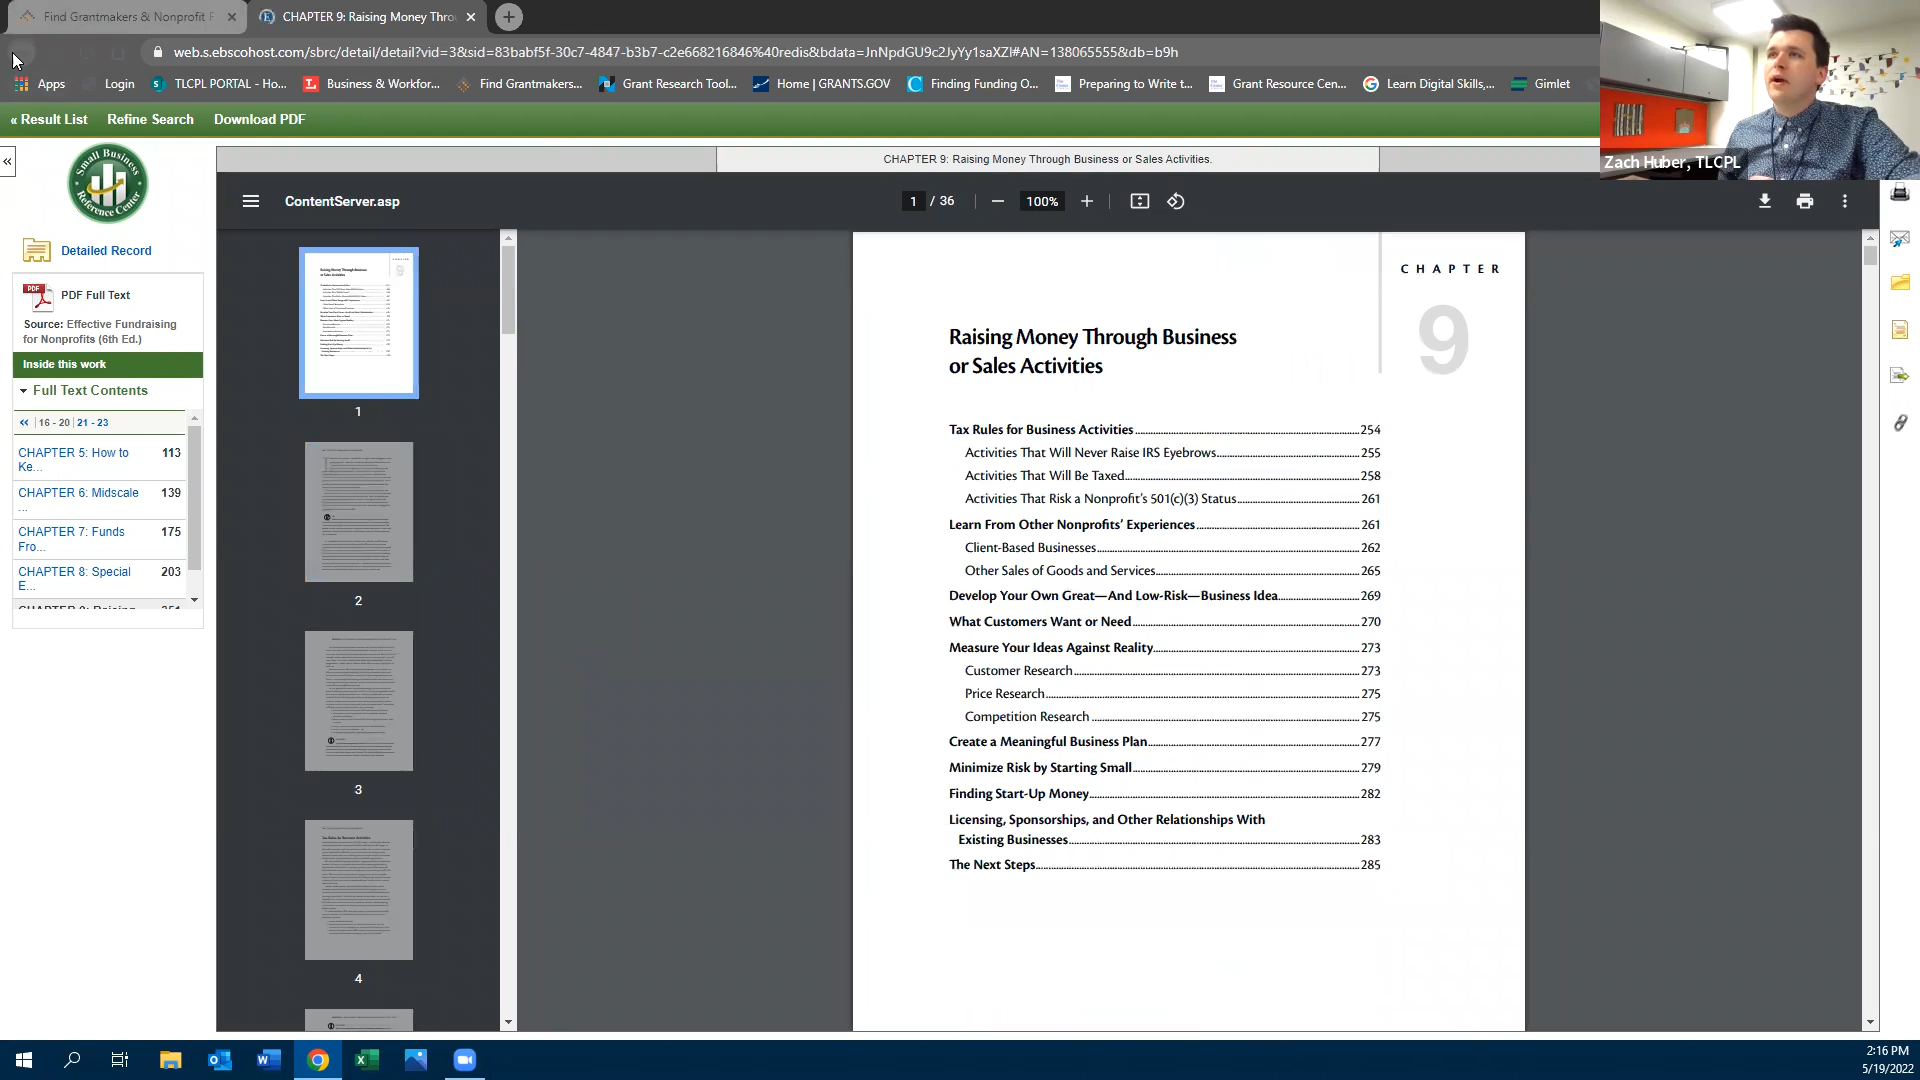 Find Grantmakers & Nonprofit F
CHAPTER 9: Raising Money Throu
web.s.ebscohost.com/sbrc/detail/detail?vid=3&sid=83babf5f-30c7-4847-b3b7-c2e668216846%40redis&bdata=JnNpdGU9c2JyYy1saXZl#AN=138065555&db=b9h
Apps
Login
TLCPL PORTAL - Ho...
Business & Workfor...
Find Grantmakers...
Grant Research Tool...
Home | GRANTS.GOV
Finding Funding O...
Preparing to Write t...
Grant Resource Cen...
Learn Digital Skills,...
Gimlet
« Result List
Refine Search
Download PDF
Zach Huber, TLCPL
Small Business
Reference Center
CHAPTER 9: Raising Money Through Business or Sales Activities.
ContentServer.asp
1 / 36
100%
Detailed Record
PDF
PDF Full Text
Source: Effective Fundraising
for Nonprofits (6th Ed.)
Inside this work
Full Text Contents
« | 16 - 20 | 21 - 23
CHAPTER 5: How to 113
Ke...
CHAPTER 6: Midscale 139
...
CHAPTER 7: Funds 175
Fro...
CHAPTER 8: Special 203
E...
CHAPTER 9: Raising 251
1
2
3
4
CHAPTER
9
Raising Money Through Business
or Sales Activities
Tax Rules for Business Activities 254
Activities That Will Never Raise IRS Eyebrows 255
Activities That Will Be Taxed 258
Activities That Risk a Nonprofit's 501(c)(3) Status 261
Learn From Other Nonprofits' Experiences 261
Client-Based Businesses 262
Other Sales of Goods and Services 265
Develop Your Own Great—And Low-Risk—Business Idea 269
What Customers Want or Need 270
Measure Your Ideas Against Reality 273
Customer Research 273
Price Research 275
Competition Research 275
Create a Meaningful Business Plan 277
Minimize Risk by Starting Small 279
Finding Start-Up Money 282
Licensing, Sponsorships, and Other Relationships With
Existing Businesses 283
The Next Steps 285
2:16 PM
5/19/2022